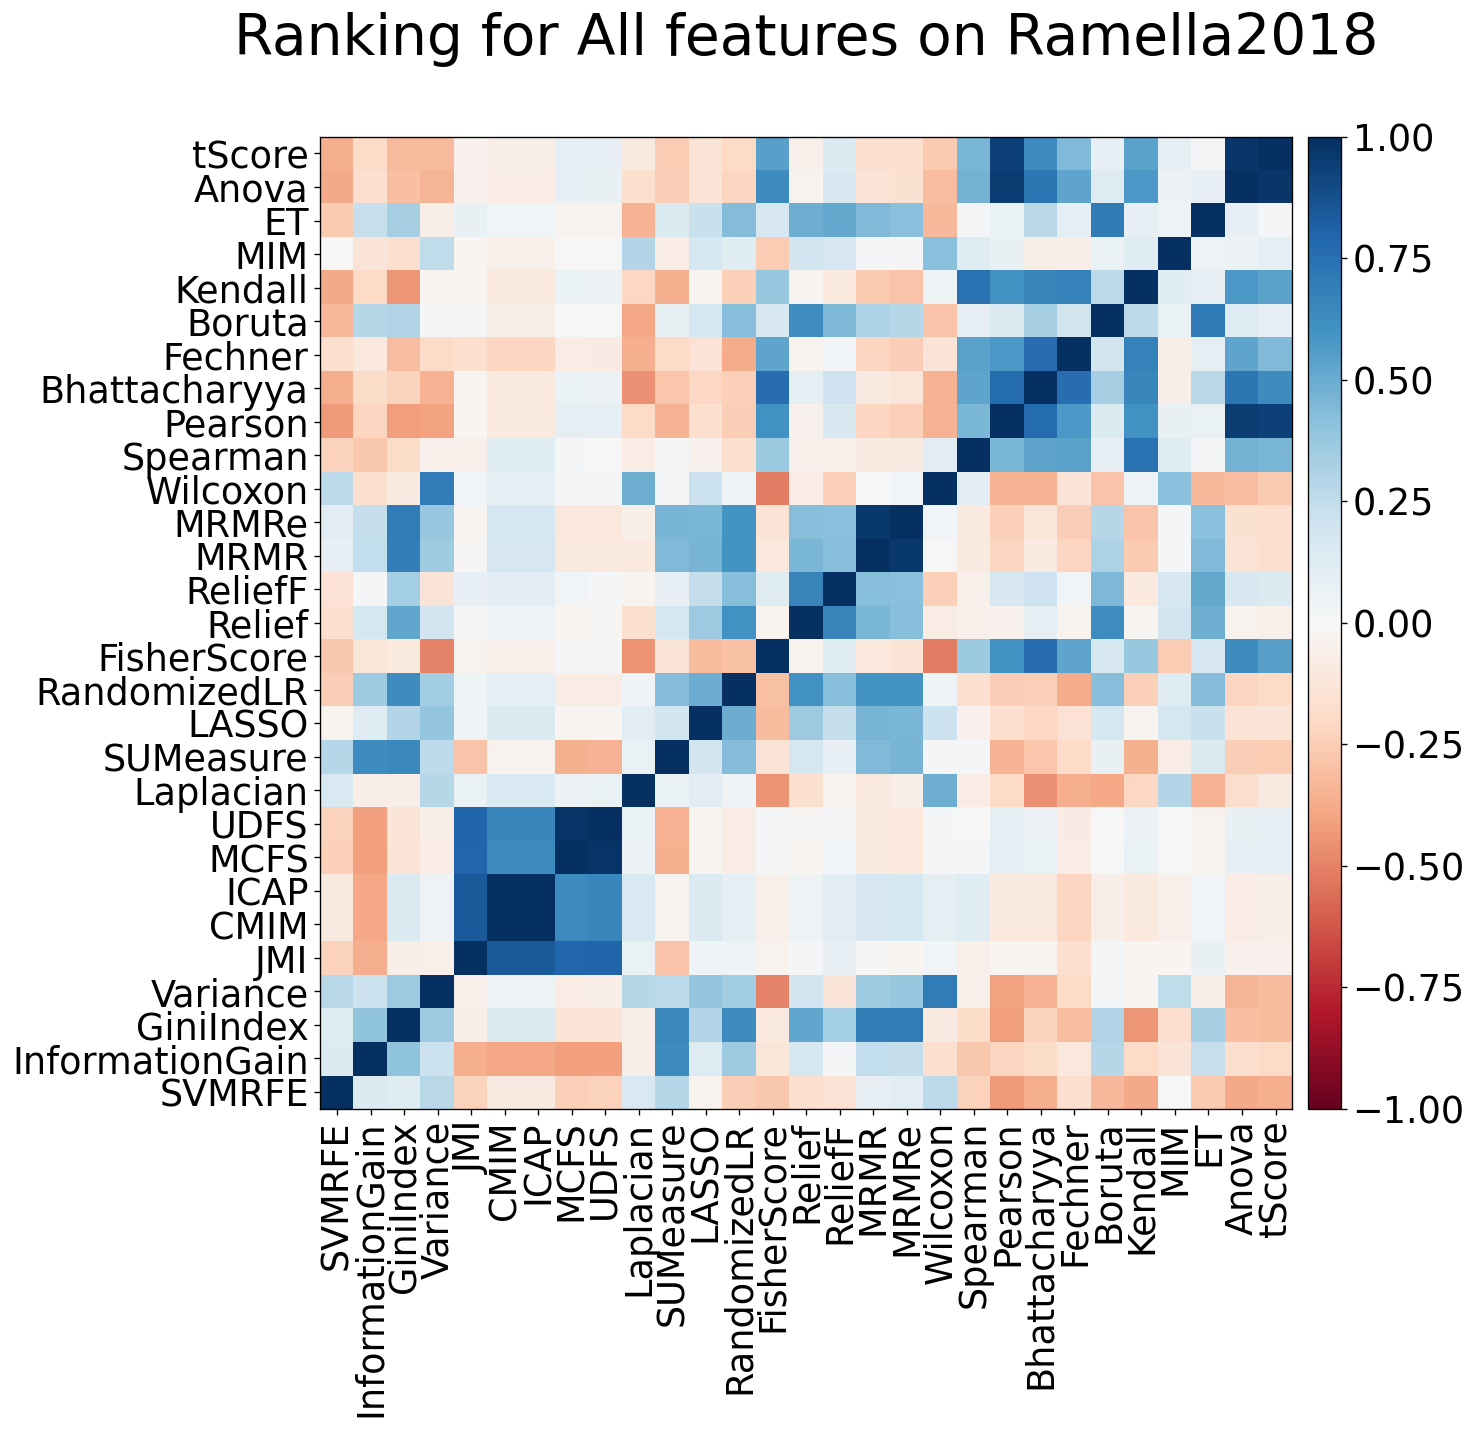 Ranking for All features on Ramella2018
tScore
Anova
ET
MIM
Kendall
Boruta
Fechner
Bhattacharyya
Pearson
Spearman
Wilcoxon
MRMRe
MRMR
ReliefF
Relief
FisherScore
RandomizedLR
LASSO
SUMeasure
Laplacian
UDFS
MCFS
ICAP
CMIM
JMI
Variance
GiniIndex
InformationGain
SVMRFE
SVMRFE
InformationGain
GiniIndex
Variance
JMI
CMIM
ICAP
MCFS
UDFS
Laplacian
SUMeasure
LASSO
RandomizedLR
FisherScore
Relief
ReliefF
MRMR
MRMRe
Wilcoxon
Spearman
Pearson
Bhattacharyya
Fechner
Boruta
Kendall
MIM
ET
Anova
tScore
1.00
0.75
0.50
0.25
0.00
−0.25
−0.50
−0.75
−1.00